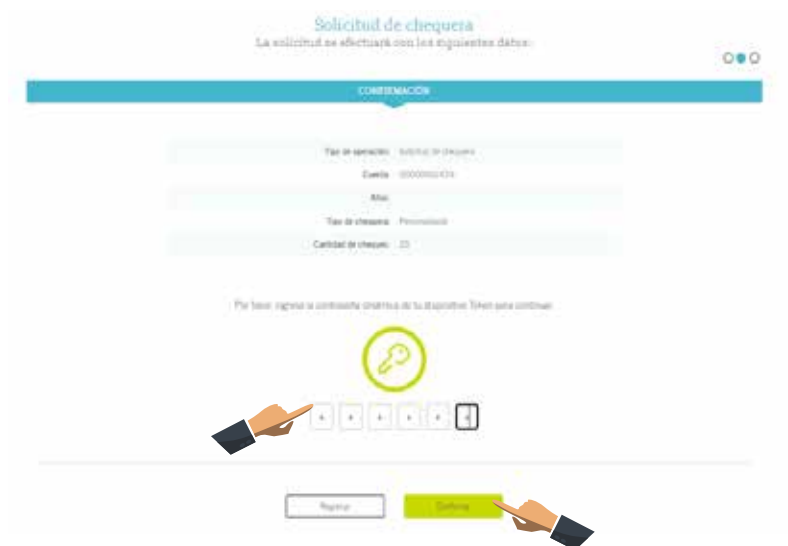 Solicitud de chequera
La solicitud se efectuará con los siguientes datos:
CONFIRMACIÓN
Tipo de operación Solicitud de chequera
Cuenta
Alias
Tipo de chequera Personalizada
Cantidad de cheques 25
Por favor ingresa la contraseña dinámica de tu dispositivo Token para continuar
Regresar
Confirmar